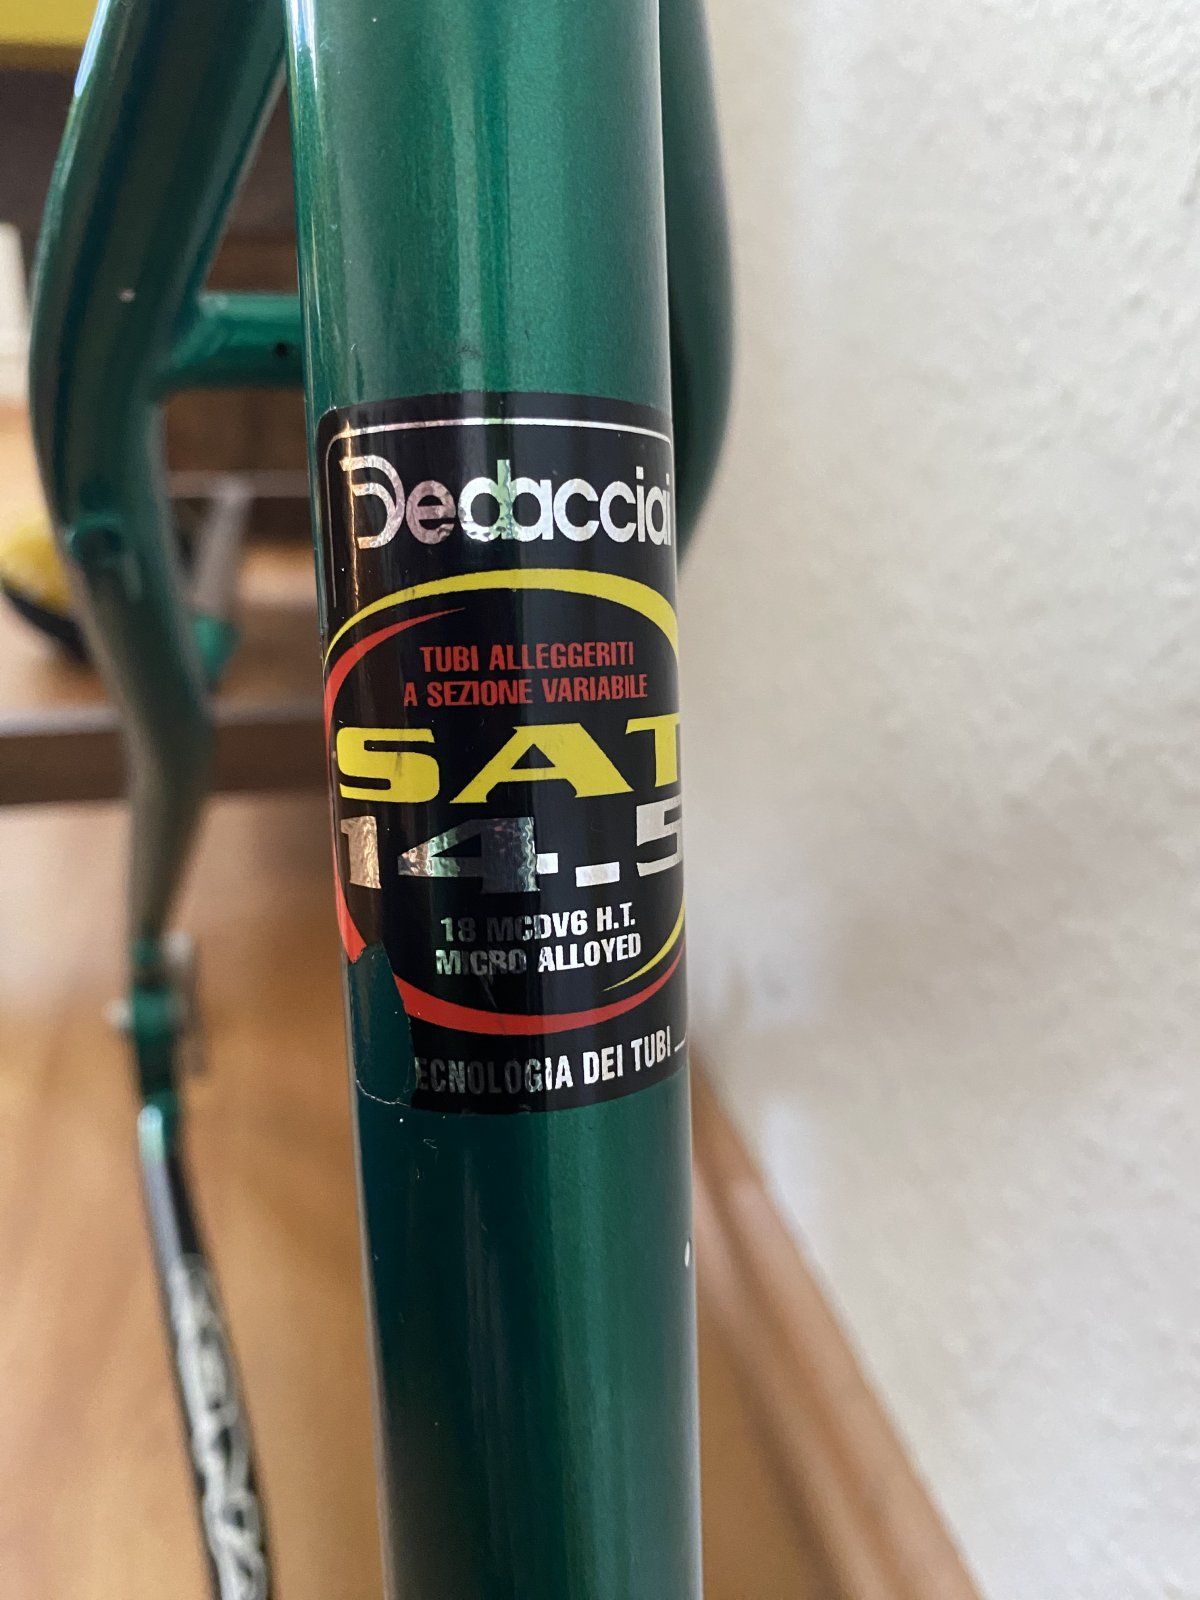 Dedacciai
TUBI ALLEGGERITI
A SEZIONE VARIABILE
SAT
14.5
18 MCDV6 H.T.
MICRO ALLOYED
ECNOLOGIA DEI TUBI